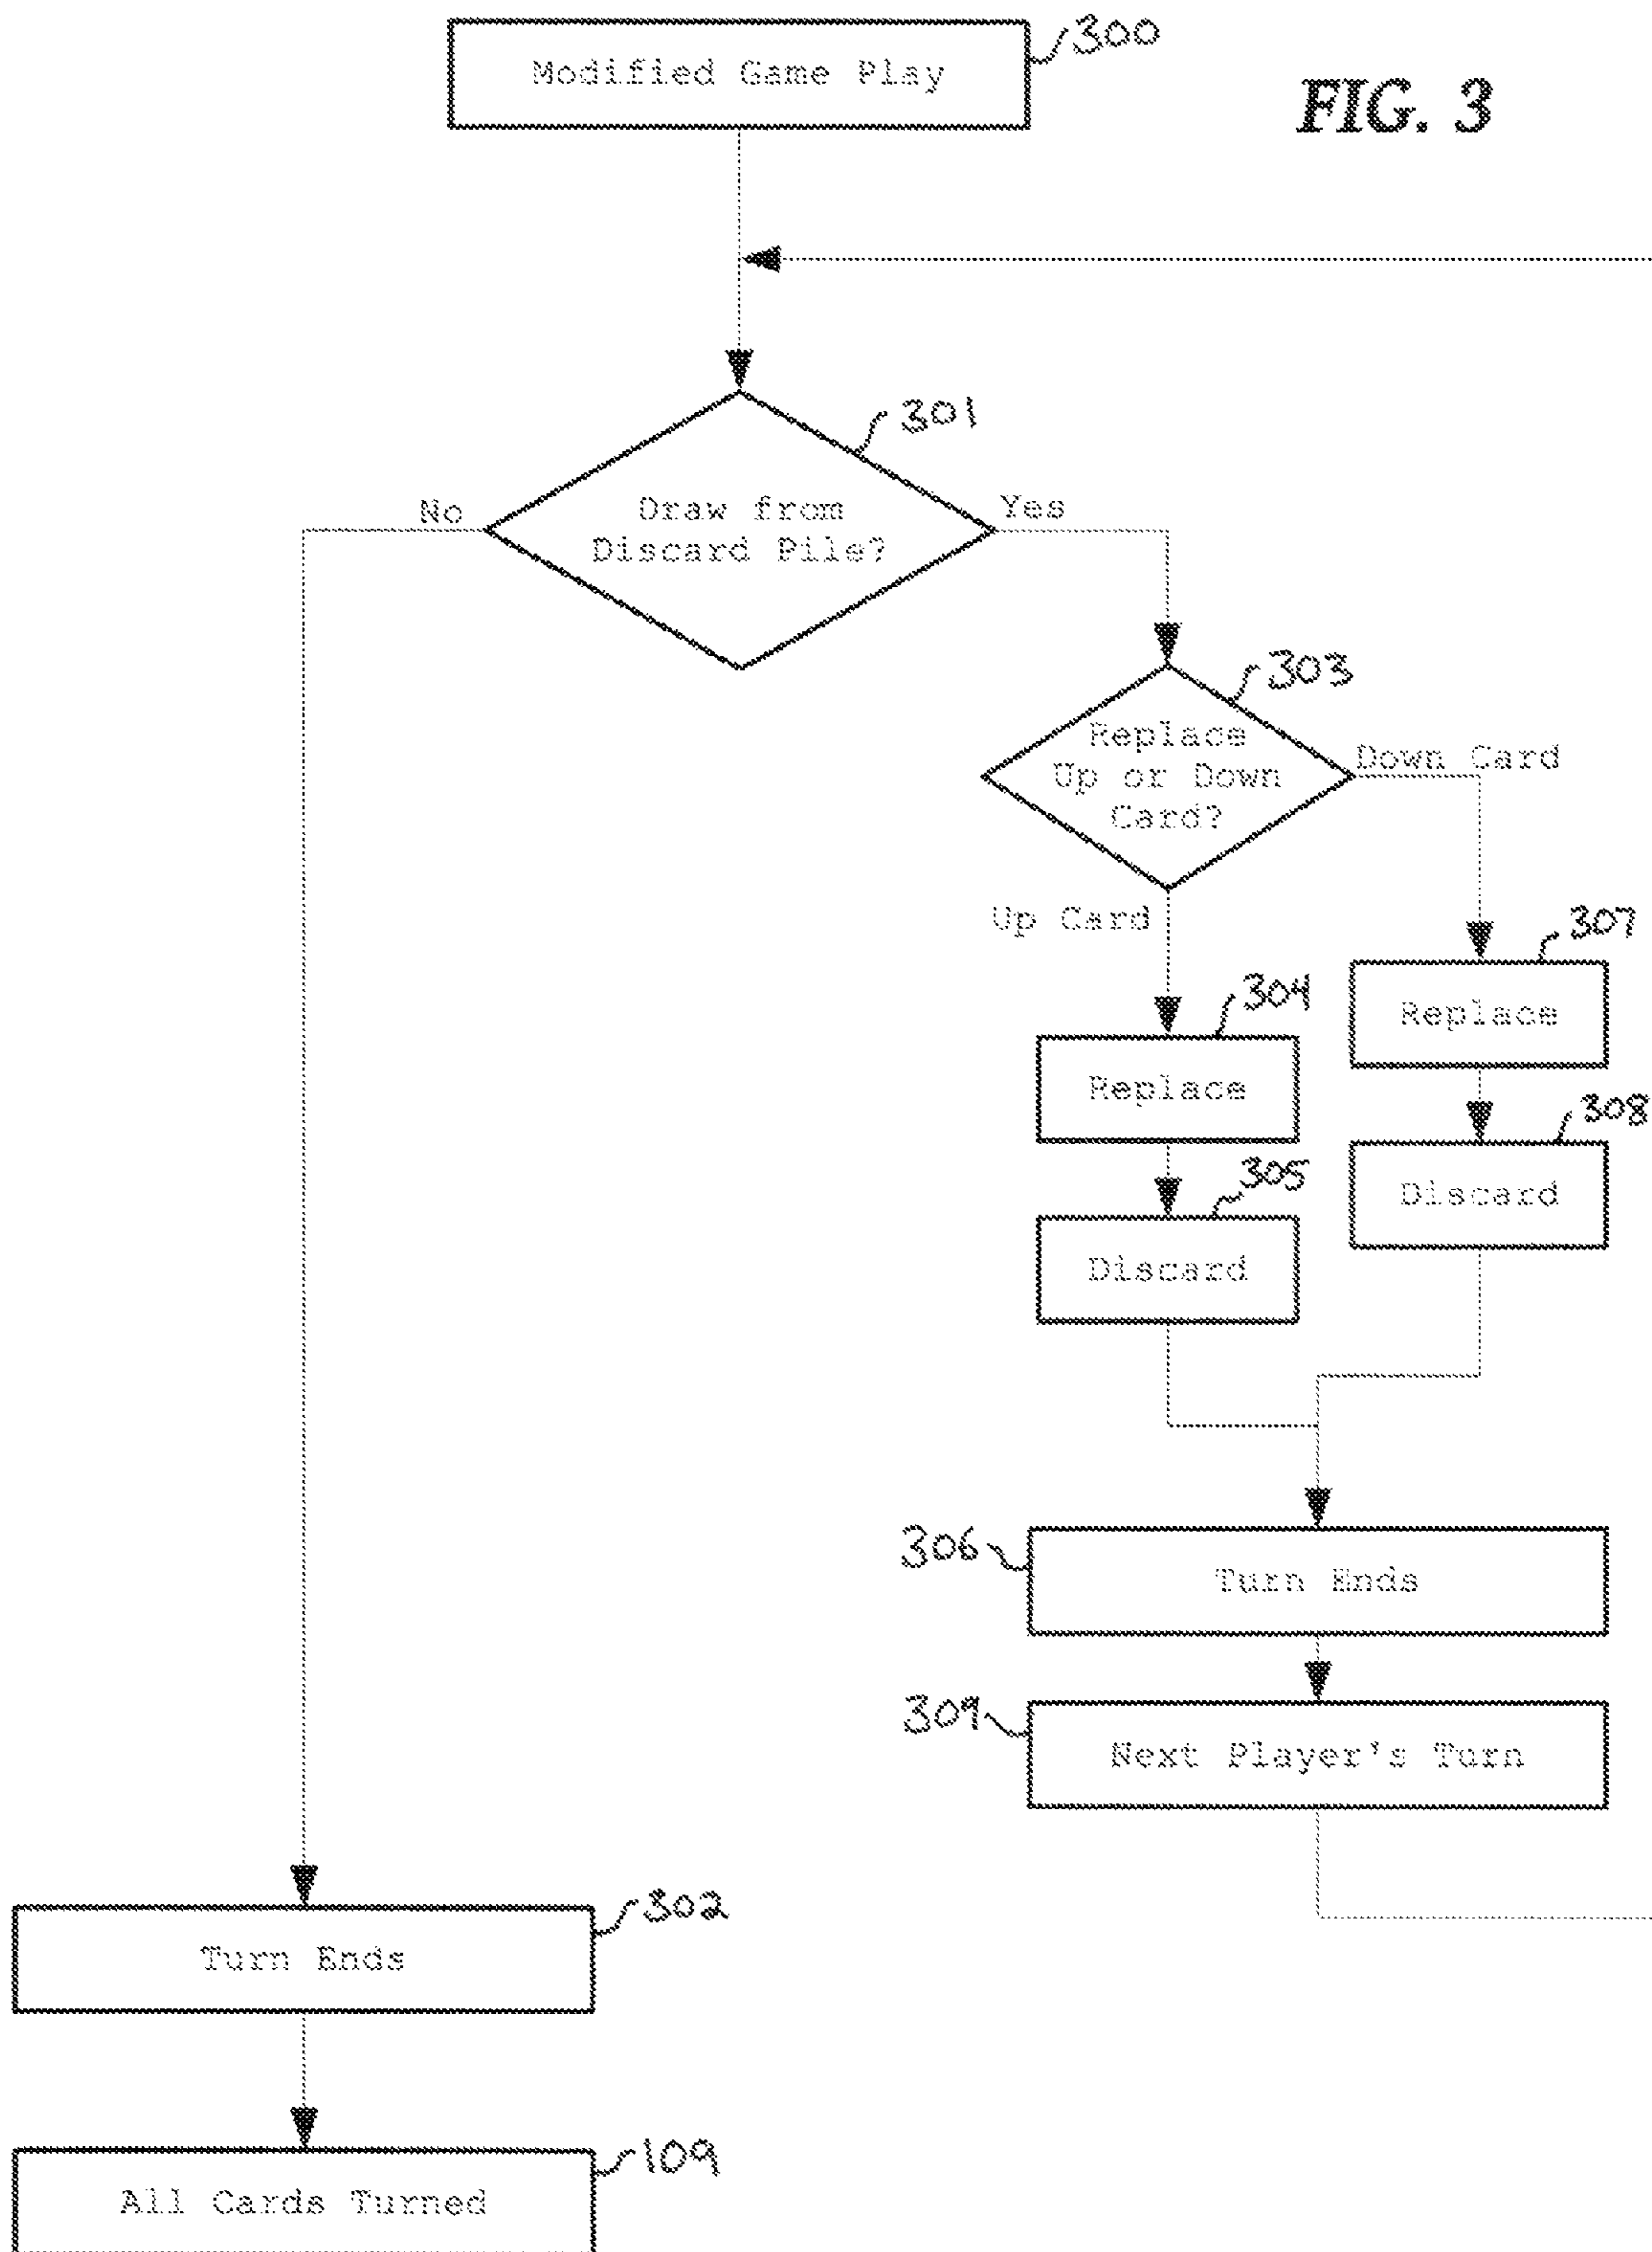 Modified Game Play
300
FIG. 3
301
No
Draw from
Discard Pile?
Yes
303
Replace
Up or Down
Card?
Down Card
Up Card
307
304
Replace
Replace
308
305
Discard
Discard
306
Turn Ends
309
Next Player's Turn
302
Turn Ends
109
All Cards Turned